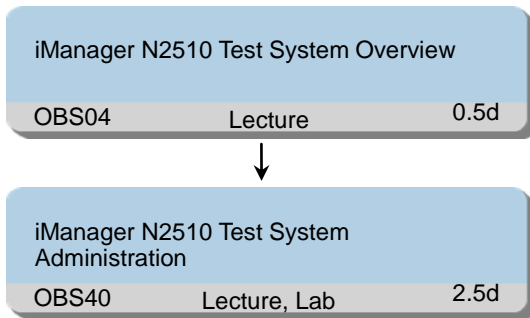 iManager N2510 Test System Overview
OBS04 Lecture 0.5d
iManager N2510 Test System
Administration
OBS40 Lecture, Lab 2.5d